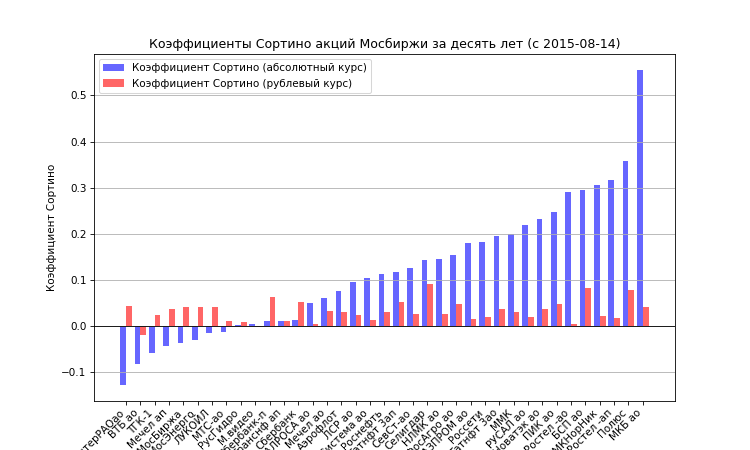 Коэффициенты Сортино акций Мосбиржи за десять лет (с 2015-08-14)
Коэффициент Сортино (абсолютный курс)
Коэффициент Сортино (рублевый курс)
Коэффициент Сортино
0.5
0.4
0.3
0.2
0.1
0.0
−0.1
ВТБ ао
ТГК-1
Мечел ап
МосБиржа
ЛУКОЙЛ
МТС-ао
РусГидро
М.видео
Сбербанк
Мечел ао
Аэрофлот
ЛСР ао
Роснефть
СевСт-ао
Селигдар
НЛМК ао
Россети
ММК
РУСАЛ ао
ПИК ао
Ростел -ао
БСП ао
Ростел -ап
Полюс
МКБ ао